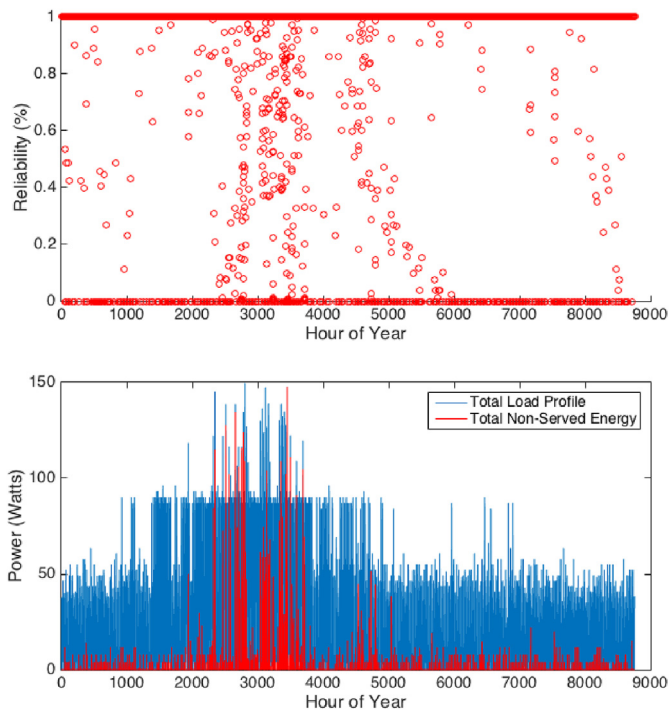 1
0.8
0.6
0.4
0.2
0
Reliability (%)
0 1000 2000 3000 4000 5000 6000 7000 8000 9000
Hour of Year
150
100
50
0
Power (Watts)
Total Load Profile
Total Non-Served Energy
0 1000 2000 3000 4000 5000 6000 7000 8000 9000
Hour of Year